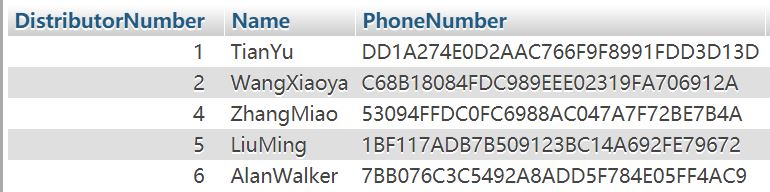 DistributorNumber Name PhoneNumber
1 TianYu DD1A274E0D2AAC766F9F8991FDD3D13D
2 WangXiaoya C68B18084FDC989EEE02319FA706912A
4 ZhangMiao 53094FFDC0FC6988AC047A7F72BE7B4A
5 LiuMing 1BF117ADB7B509123BC14A692FE79672
6 AlanWalker 7BB076C3C5492A8ADD5F784E05FF4AC9